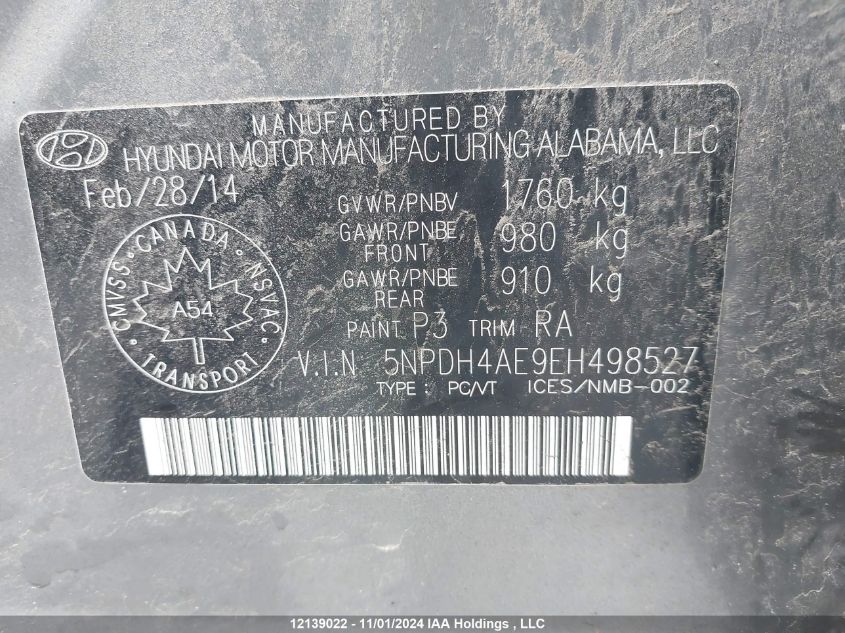 MANUFACTURED BY
HYUNDAI MOTOR MANUFACTURING ALABAMA, LLC
Feb/28/14
GVWR/PNBV 1760 kg
GAWR/PNBE FRONT 980 kg
GAWR/PNBE REAR 910 kg
CMVSS · CANADA · NSVAC · TRANSPORT
A54
PAINT P3 TRIM RA
V.I.N 5NPDH4AE9EH498527
TYPE : PC/VT ICES/NMB-002
12139022 - 11/01/2024 IAA Holdings , LLC